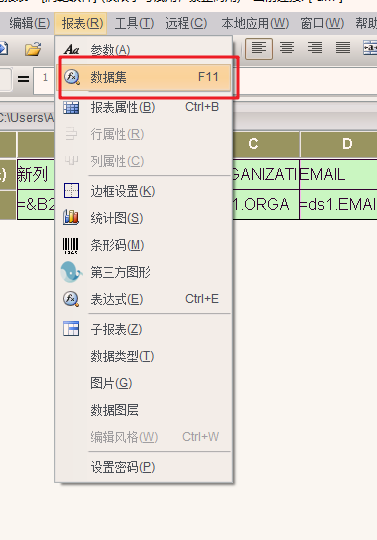 编辑(E) 报表(R) 工具(T) 远程(C) 本地应用(W) 窗口(W) 帮助
Aa 参数(A)
数据集 F11
= 1
报表属性(B) Ctrl+B
C:\Users\A
行属性(R)
列属性(C)
C D
新列 GANIZATI EMAIL
边框设置(K)
=&B2 1.ORGA =ds1.EMAI
统计图(S)
条形码(M)
第三方图形
表达式(E) Ctrl+E
子报表(Z)
数据类型(T)
图片(G)
数据图层
编辑风格(W) Ctrl+W
设置密码(P)